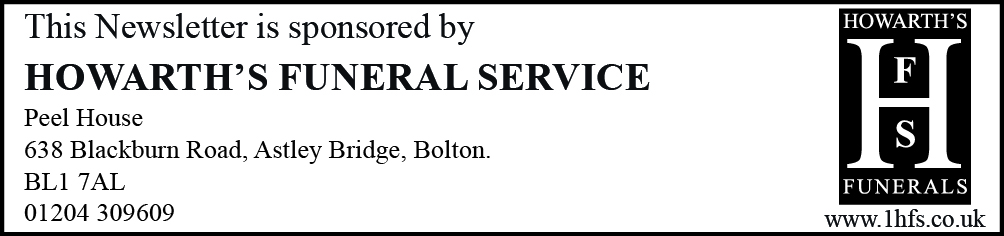 This Newsletter is sponsored by
HOWARTH’S FUNERAL SERVICE
Peel House
638 Blackburn Road, Astley Bridge, Bolton.
BL1 7AL
01204 309609
HOWARTH’S
H
F
S
FUNERALS
www.1hfs.co.uk